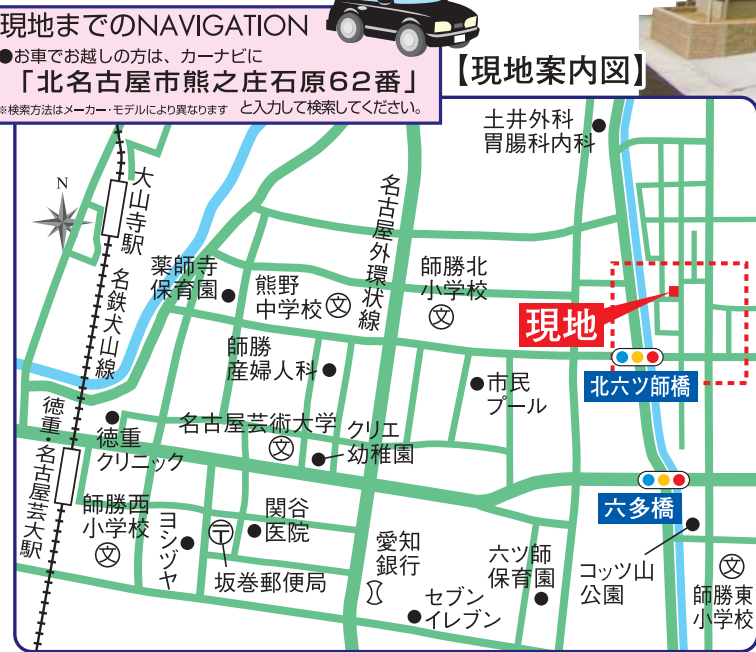 現地までのNAVIGATION
●お車でお越しの方は、カーナビに
「北名古屋市熊之庄石原62番」
※検索方法はメーカー・モデルにより異なります と入力して検索してください。
【現地案内図】
土井外科
胃腸科内科
N
大山寺駅
名鉄犬山線
名古屋外環状線
薬師寺
保育園
熊野
中学校
文
師勝北
小学校
文
現地
師勝
産婦人科
市民
プール
北六ツ師橋
徳重・名古屋芸大駅
徳重
クリニック
名古屋芸術大学
文
クリエ
幼稚園
六多橋
師勝西
小学校
文
ヨシヅヤ
〒
関谷
医院
坂巻郵便局
愛知
銀行
六ツ師
保育園
セブン
イレブン
コッツ山
公園
文
師勝東
小学校